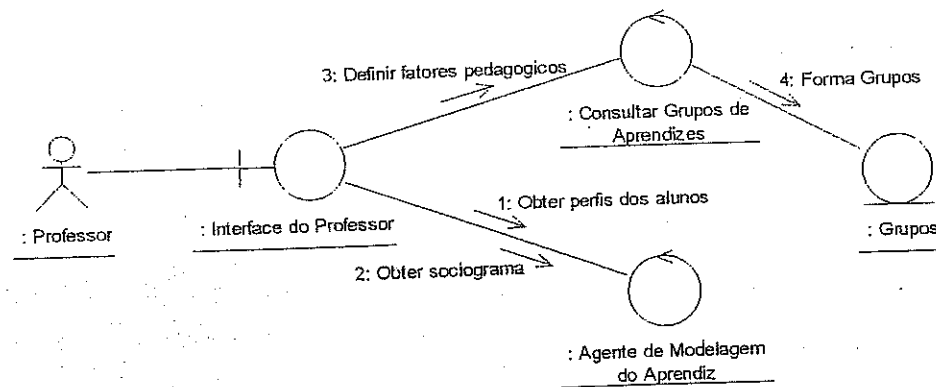 3: Definir fatores pedagogicos
4: Forma Grupos
: Consultar Grupos de
Aprendizes
1: Obter perfis dos alunos
: Professor
: Interface do Professor
: Grupos
2: Obter sociograma
: Agente de Modelagem
do Aprendiz